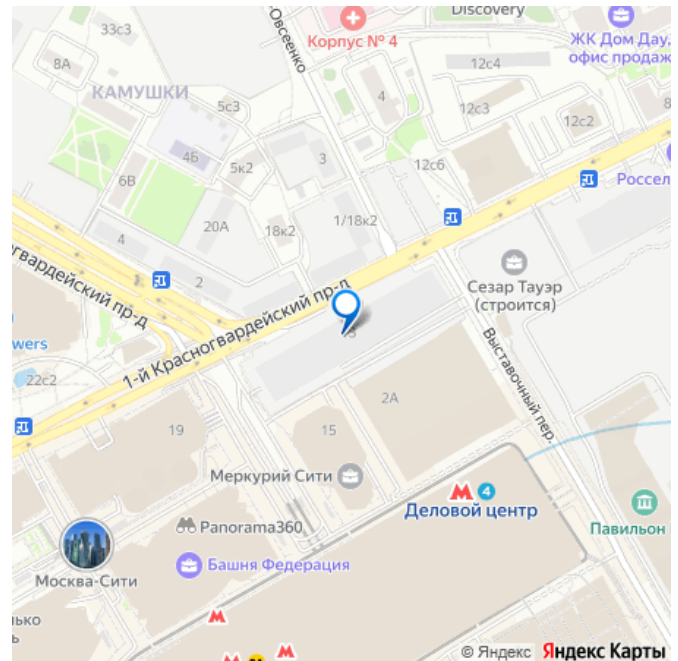 33с3
Discovery
-Овсеенко
Корпус № 4
ЖК Дом Дау,
офис продаж
8А
12с4
КАМУШКИ
5с3
4
12с3
12с2
8
4Б
5к2
3
12с6
6В
Россел
20А
18к2
1/18к2
4
2
Сезар Тауэр
(строится)
огвардейский пр-д
1-й Красногвардейский пр-д
Выставочный пер.
wers
22с2
2А
19
15
Меркурий Сити
4
Деловой центр
Panorama360
Павильон
Башня Федерация
Москва-Сити
лько
ь
© Яндекс Яндекс Карты